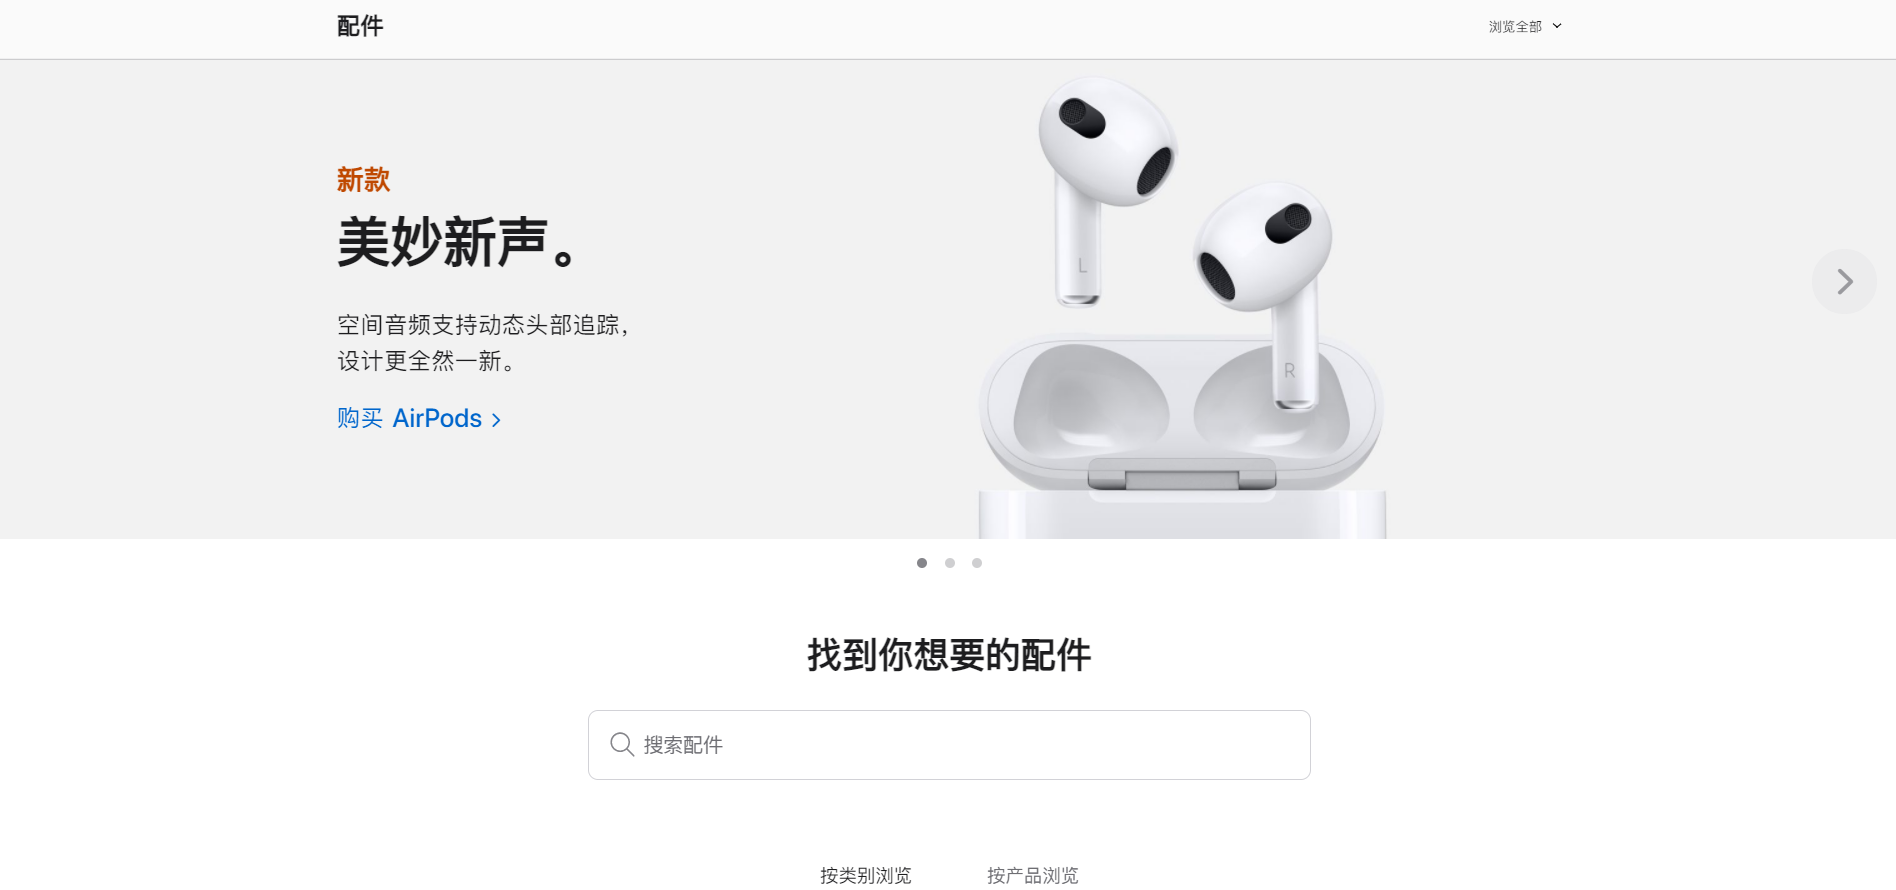 配件
浏览全部
新款
美妙新声。
空间音频支持动态头部追踪，
设计更全然一新。
购买 AirPods
L
R
找到你想要的配件
搜索配件
按类别浏览
按产品浏览